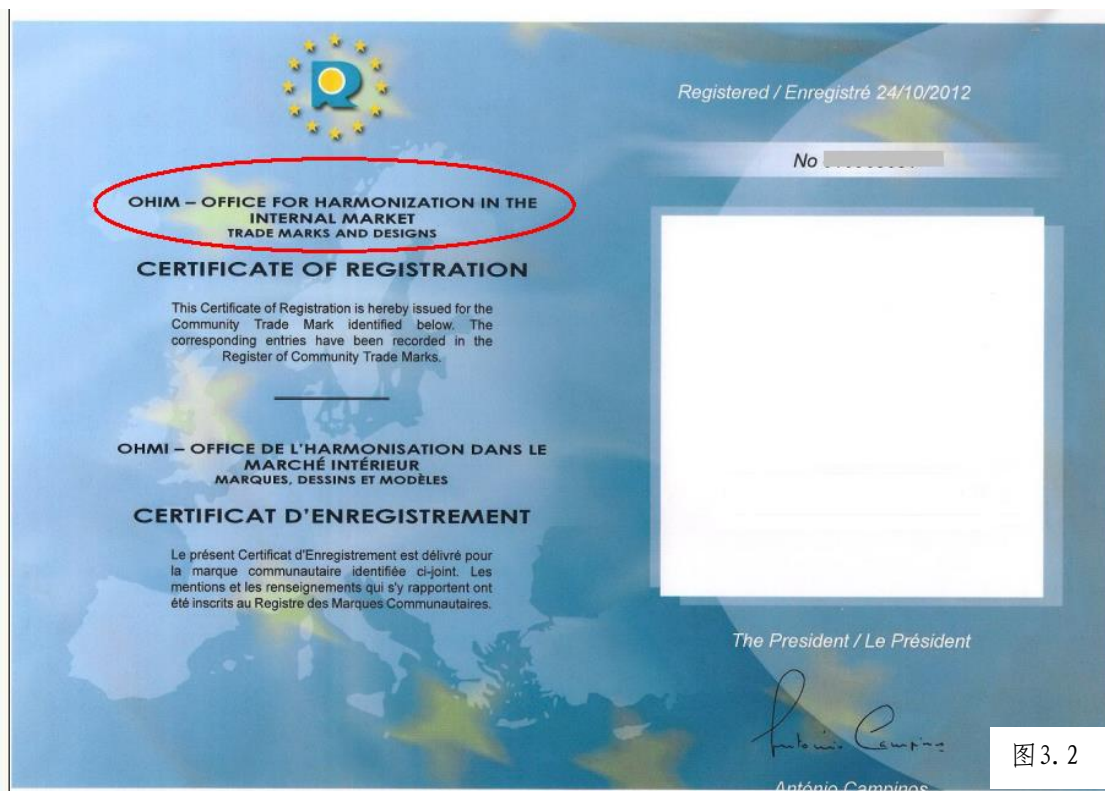 OHIM – OFFICE FOR HARMONIZATION IN THE
INTERNAL MARKET
TRADE MARKS AND DESIGNS
CERTIFICATE OF REGISTRATION
This Certificate of Registration is hereby issued for the
Community Trade Mark identified below. The
corresponding entries have been recorded in the
Register of Community Trade Marks.
OHMI – OFFICE DE L'HARMONISATION DANS LE
MARCHÉ INTÉRIEUR
MARQUES, DESSINS ET MODÈLES
CERTIFICAT D'ENREGISTREMENT
Le présent Certificat d'Enregistrement est délivré pour
la marque communautaire identifiée ci-joint. Les
mentions et les renseignements qui s'y rapportent ont
été inscrits au Registre des Marques Communautaires.
Registered / Enregistré 24/10/2012
No
The President / Le Président
António Campinos
António Campinos
图3.2